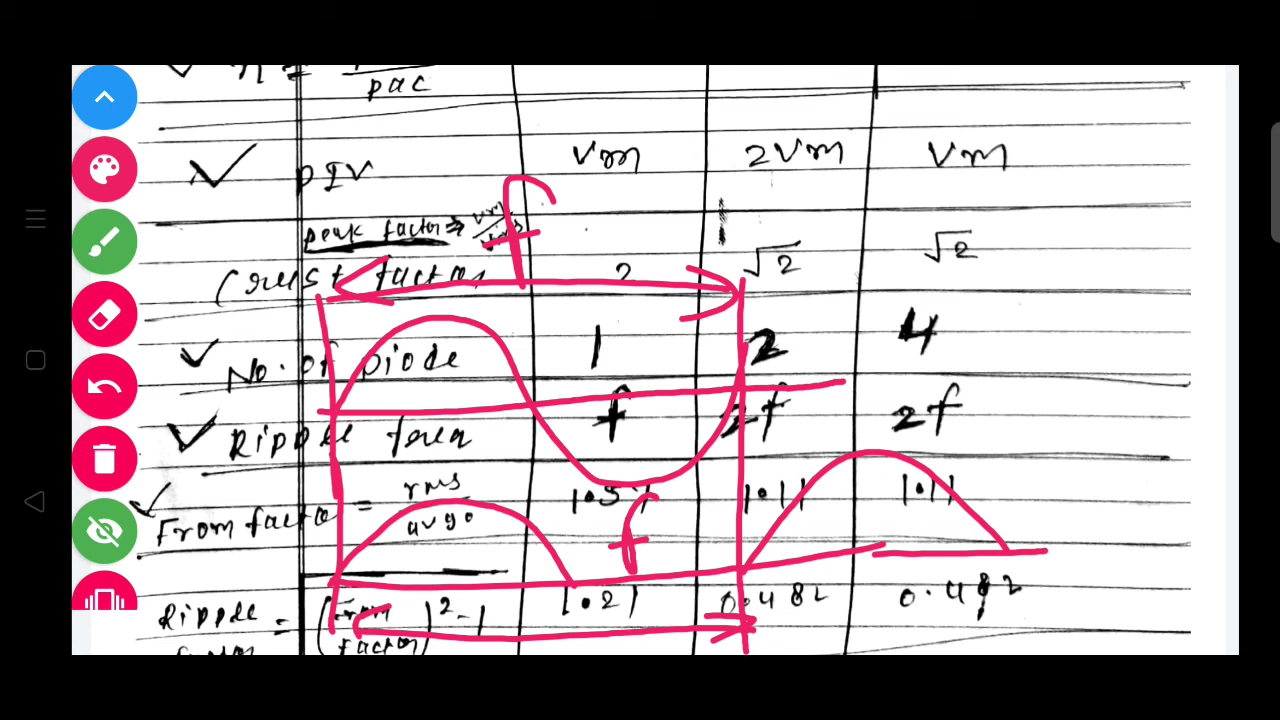 η =
pac
PIV Vm 2Vm Vm
peak factor ⇒ Vm
Crest factor 2 √2 √2
f
No. of Diode 1 2 4
Ripple f 2f 2f
From factor = rms / avg. 1.57 1.11 1.11
f
Ripple factor = (From factor)² - 1 1.21 0.482 0.482